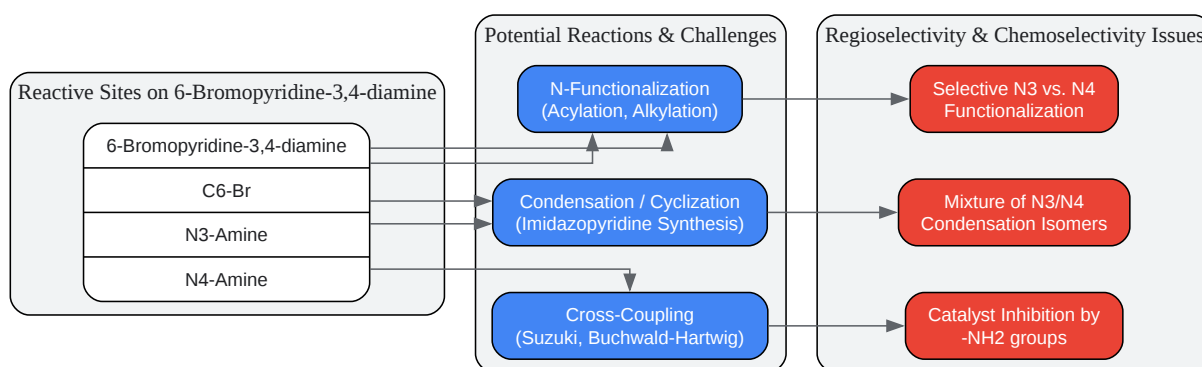 Reactive Sites on 6-Bromopyridine-3,4-diamine
6-Bromopyridine-3,4-diamine
C6-Br
N3-Amine
N4-Amine
Potential Reactions & Challenges
N-Functionalization
(Acylation, Alkylation)
Condensation / Cyclization
(Imidazopyridine Synthesis)
Cross-Coupling
(Suzuki, Buchwald-Hartwig)
Regioselectivity & Chemoselectivity Issues
Selective N3 vs. N4
Functionalization
Mixture of N3/N4
Condensation Isomers
Catalyst Inhibition by
-NH2 groups